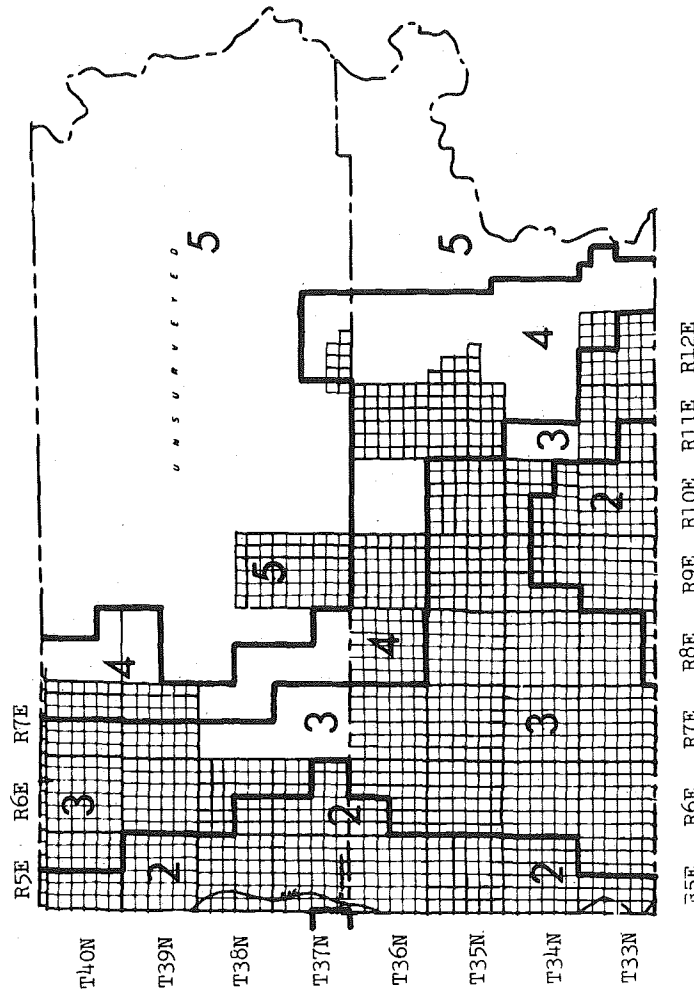 R5E R6E R7E
T40N 3
4
T39N 2
UNSURVEYED
5
T38N
5
T37N 3
2
T36N 4
T35N 5
T34N 2 3 3 4
2
T33N
R6E R7E R8E R9E R10E R11E R12E